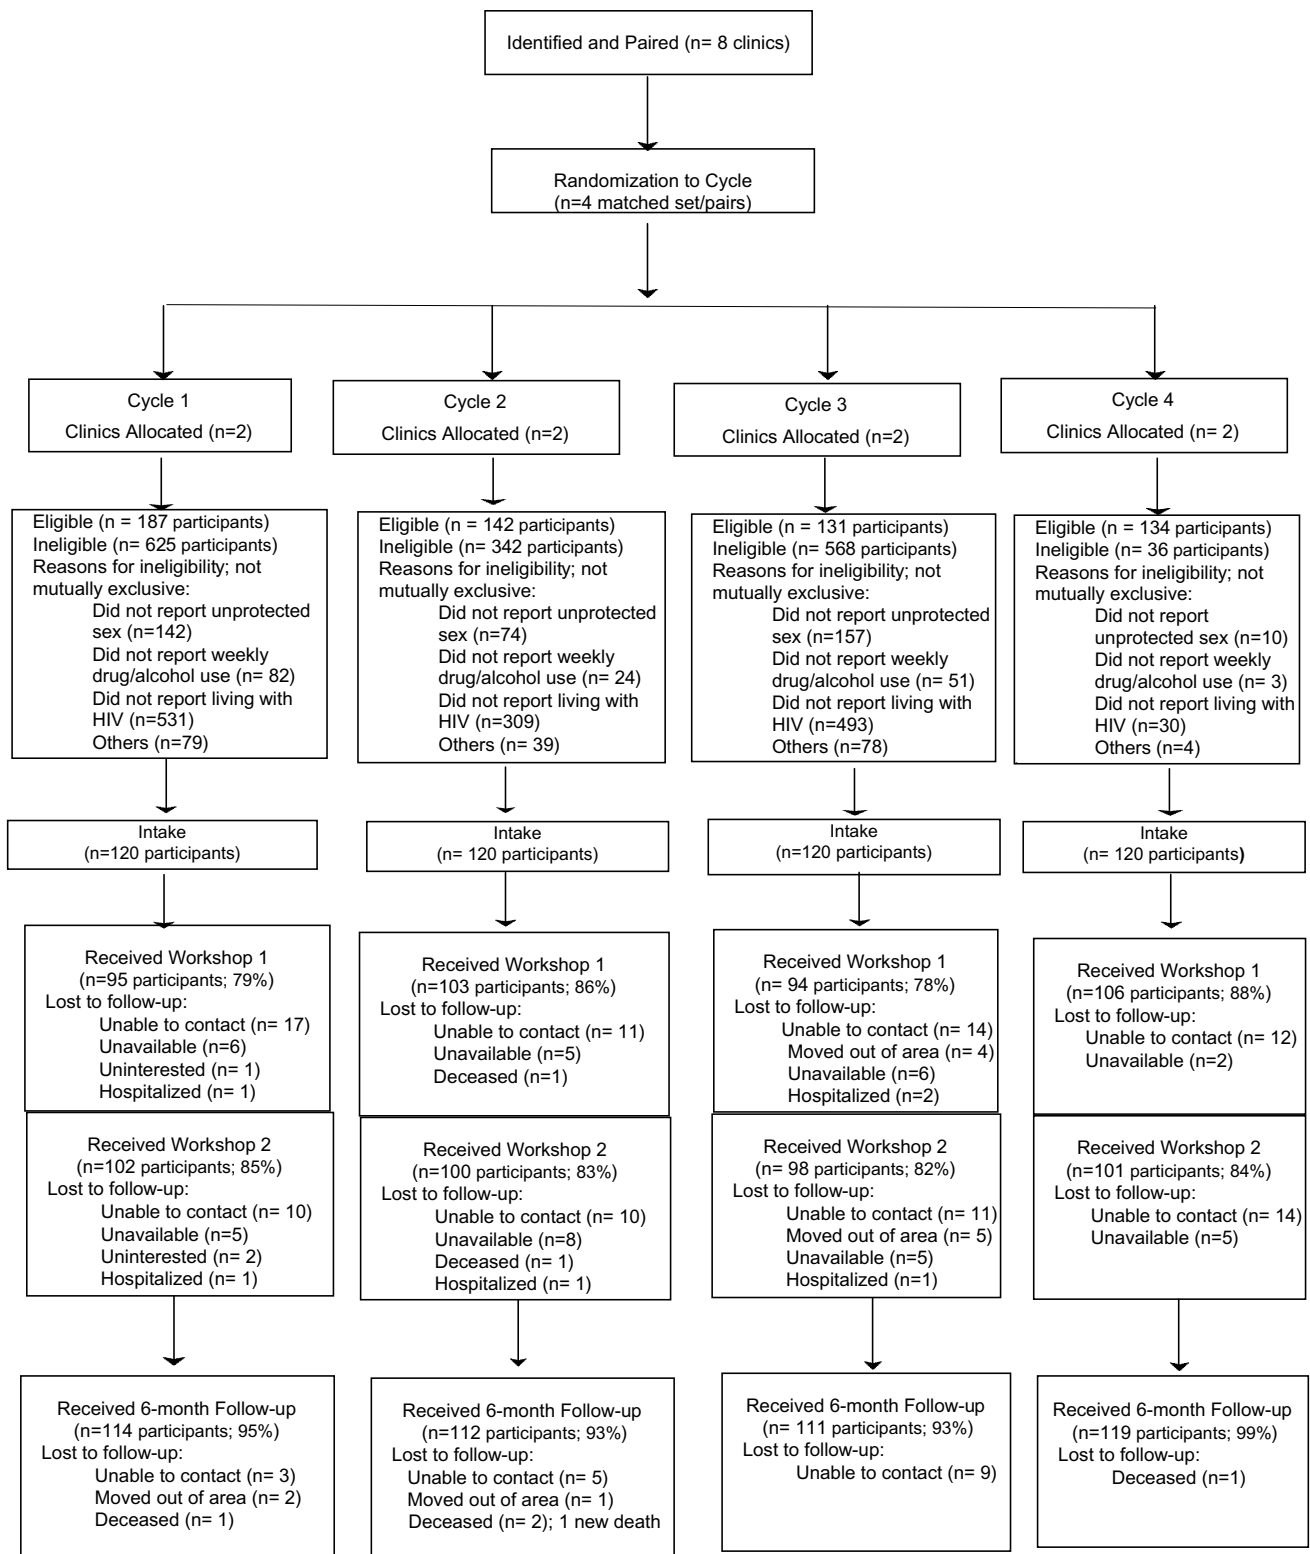 Identified and Paired (n= 8 clinics)
Randomization to Cycle
(n=4 matched set/pairs)
Cycle 1
Clinics Allocated (n=2)
Cycle 2
Clinics Allocated (n=2)
Cycle 3
Clinics Allocated (n=2)
Cycle 4
Clinics Allocated (n= 2)
Eligible (n = 187 participants)
Ineligible (n= 625 participants)
Reasons for ineligibility; not
mutually exclusive:
Did not report unprotected
sex (n=142)
Did not report weekly
drug/alcohol use (n= 82)
Did not report living with
HIV (n=531)
Others (n=79)
Eligible (n = 142 participants)
Ineligible (n= 342 participants)
Reasons for ineligibility; not
mutually exclusive:
Did not report unprotected
sex (n=74)
Did not report weekly
drug/alcohol use (n= 24)
Did not report living with
HIV (n=309)
Others (n= 39)
Eligible (n = 131 participants)
Ineligible (n= 568 participants)
Reasons for ineligibility; not
mutually exclusive:
Did not report unprotected
sex (n=157)
Did not report weekly
drug/alcohol use (n= 51)
Did not report living with
HIV (n=493)
Others (n=78)
Eligible (n = 134 participants)
Ineligible (n= 36 participants)
Reasons for ineligibility; not
mutually exclusive:
Did not report
unprotected sex (n=10)
Did not report weekly
drug/alcohol use (n= 3)
Did not report living with
HIV (n=30)
Others (n=4)
Intake
(n=120 participants)
Intake
(n= 120 participants)
Intake
(n=120 participants)
Intake
(n= 120 participants)
Received Workshop 1
(n=95 participants; 79%)
Lost to follow-up:
Unable to contact (n= 17)
Unavailable (n=6)
Uninterested (n= 1)
Hospitalized (n= 1)
Received Workshop 1
(n=103 participants; 86%)
Lost to follow-up:
Unable to contact (n= 11)
Unavailable (n=5)
Deceased (n=1)
Received Workshop 1
(n= 94 participants; 78%)
Lost to follow-up:
Unable to contact (n= 14)
Moved out of area (n= 4)
Unavailable (n=6)
Hospitalized (n=2)
Received Workshop 1
(n=106 participants; 88%)
Lost to follow-up:
Unable to contact (n= 12)
Unavailable (n=2)
Received Workshop 2
(n=102 participants; 85%)
Lost to follow-up:
Unable to contact (n= 10)
Unavailable (n=5)
Uninterested (n= 2)
Hospitalized (n= 1)
Received Workshop 2
(n=100 participants; 83%)
Lost to follow-up:
Unable to contact (n= 10)
Unavailable (n=8)
Deceased (n= 1)
Hospitalized (n= 1)
Received Workshop 2
(n= 98 participants; 82%)
Lost to follow-up:
Unable to contact (n= 11)
Moved out of area (n= 5)
Unavailable (n=5)
Hospitalized (n=1)
Received Workshop 2
(n=101 participants; 84%)
Lost to follow-up:
Unable to contact (n= 14)
Unavailable (n=5)
Received 6-month Follow-up
(n=114 participants; 95%)
Lost to follow-up:
Unable to contact (n= 3)
Moved out of area (n= 2)
Deceased (n= 1)
Received 6-month Follow-up
(n=112 participants; 93%)
Lost to follow-up:
Unable to contact (n= 5)
Moved out of area (n= 1)
Deceased (n= 2); 1 new death
Received 6-month Follow-up
(n= 111 participants; 93%)
Lost to follow-up:
Unable to contact (n= 9)
Received 6-month Follow-up
(n=119 participants; 99%)
Lost to follow-up:
Deceased (n=1)